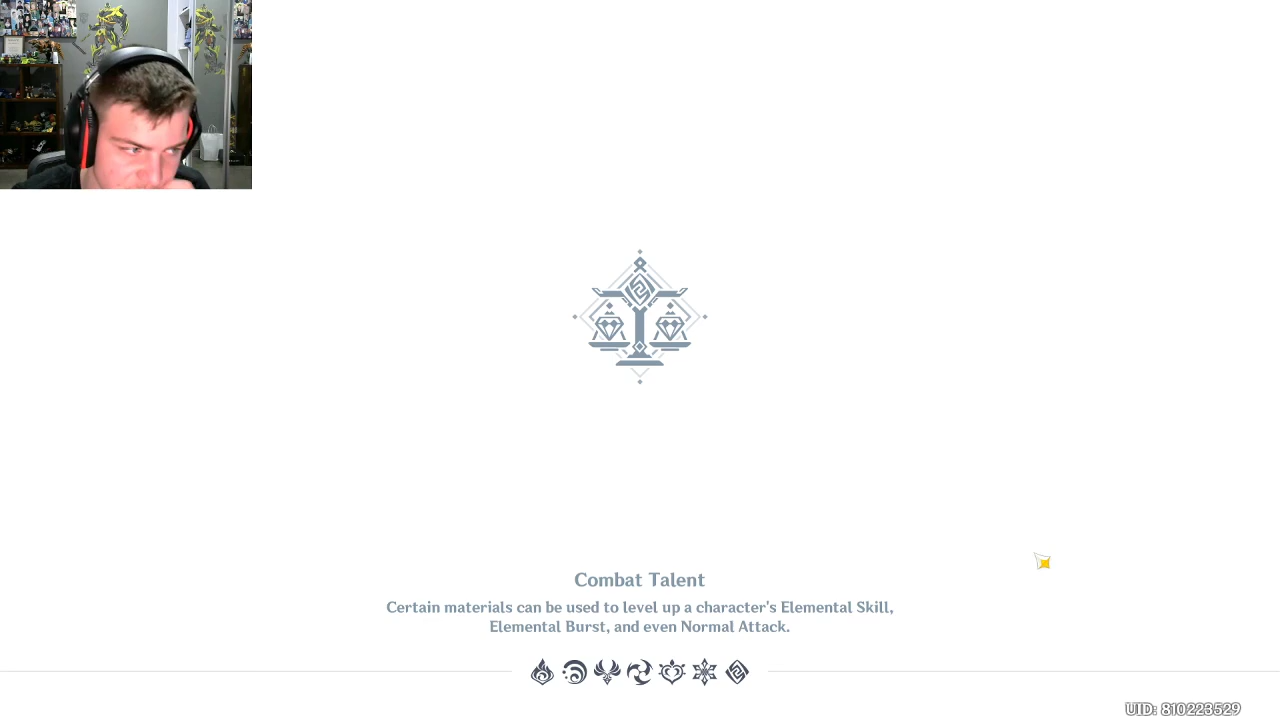 Combat Talent
Certain materials can be used to level up a character's Elemental Skill,
Elemental Burst, and even Normal Attack.
UID: 810223529